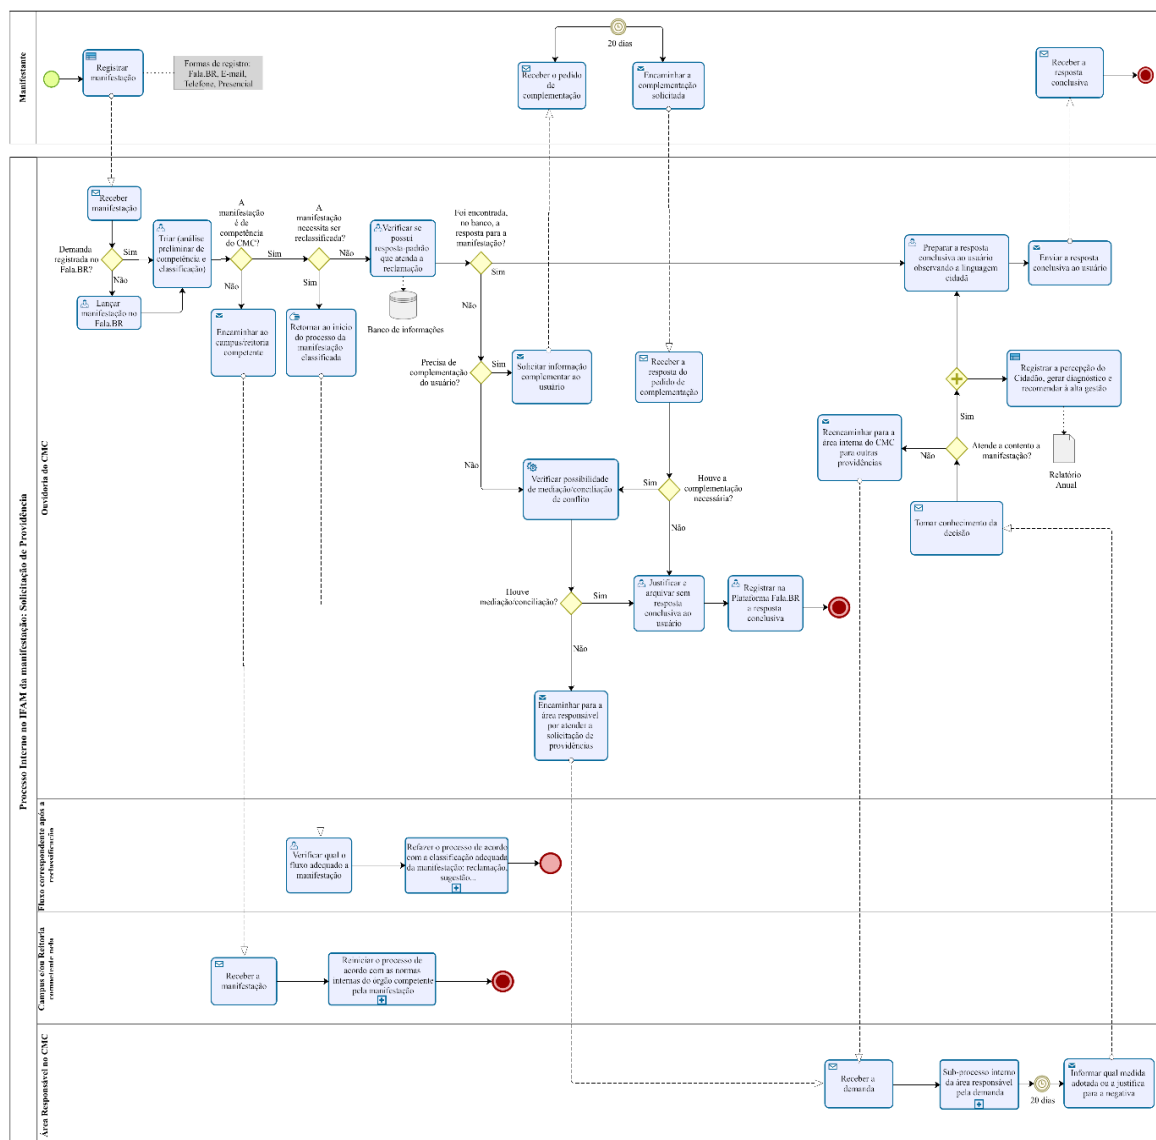 Manifestante
Registrar
manifestação
Formas de registro:
Fala.BR, E-mail,
Telefone, Presencial
20 dias
Receber o pedido
de
complementação
Encaminhar a
complementação
solicitada
Receber a
resposta
conclusiva
Processo Interno no IFAM da manifestação: Solicitação de Providência
Ouvidoria do CMC
Receber
manifestação
Demanda
registrada no
Fala.BR?
Sim
Não
Lançar
manifestação no
Fala.BR
Triar (análise
preliminar de
competência e
classificação)
A
manifestação
é de
competência
do CMC?
Sim
Não
Encaminhar ao
campus/reitoria
competente
A
manifestação
necessita ser
reclassificada?
Não
Sim
Retornar ao início
do processo da
manifestação
classificada
Verificar se
possui
resposta-padrão
que atenda a
reclamação
Banco de informações
Foi encontrada,
no banco, a
resposta para a
manifestação?
Sim
Não
Precisa de
complementação
do usuário?
Sim
Não
Solicitar informação
complementar ao
usuário
Receber a
resposta do
pedido de
complementação
Verificar possibilidade
de mediação/conciliação
de conflito
Sim
Houve a
complementação
necessária?
Não
Houve
mediação/conciliação?
Sim
Não
Justificar e
arquivar sem
resposta
conclusiva ao
usuário
Registrar na
Plataforma Fala.BR
a resposta
conclusiva
Encaminhar para a
área responsável
por atender a
solicitação de
providências
Preparar a resposta
conclusiva ao usuário
observando a linguagem
cidadã
Enviar a resposta
conclusiva ao usuário
Registrar a percepção do
Cidadão, gerar diagnóstico e
recomendar à alta gestão
Relatório
Anual
Sim
Atende a contento a
manifestação?
Não
Reencaminhar para a
área interna do CMC
para outras
providências
Tomar conhecimento da
decisão
Fluxo correspondente após a
reclassificação
Verificar qual o
fluxo adequado a
manifestação
Refazer o processo de acordo
com a classificação adequada
da manifestação: reclamação,
sugestão...
Campus e/ou Reitoria
competente pela
Receber a
manifestação
Reiniciar o processo de
acordo com as normas
internas do órgão competente
pela manifestação
Área Responsável no CMC
Receber a
demanda
Sub-processo interno
da área responsável
pela demanda
20 dias
Informar qual medida
adotada ou a justifica
para a negativa